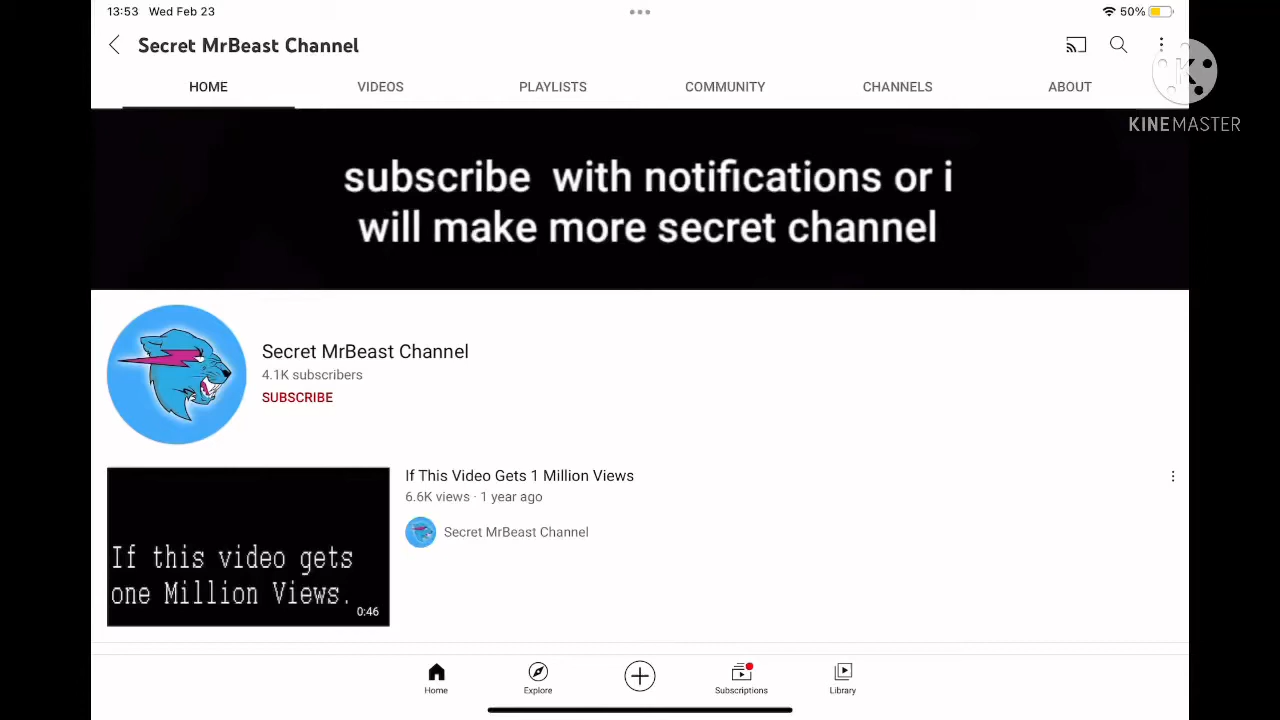 13:53 Wed Feb 23
50%
Secret MrBeast Channel
HOME VIDEOS PLAYLISTS COMMUNITY CHANNELS ABOUT
K
KINEMASTER
subscribe with notifications or i
will make more secret channel
Secret MrBeast Channel
4.1K subscribers
SUBSCRIBE
If This Video Gets 1 Million Views
6.6K views · 1 year ago
Secret MrBeast Channel
If this video gets
one Million Views.
0:46
Home Explore Subscriptions Library